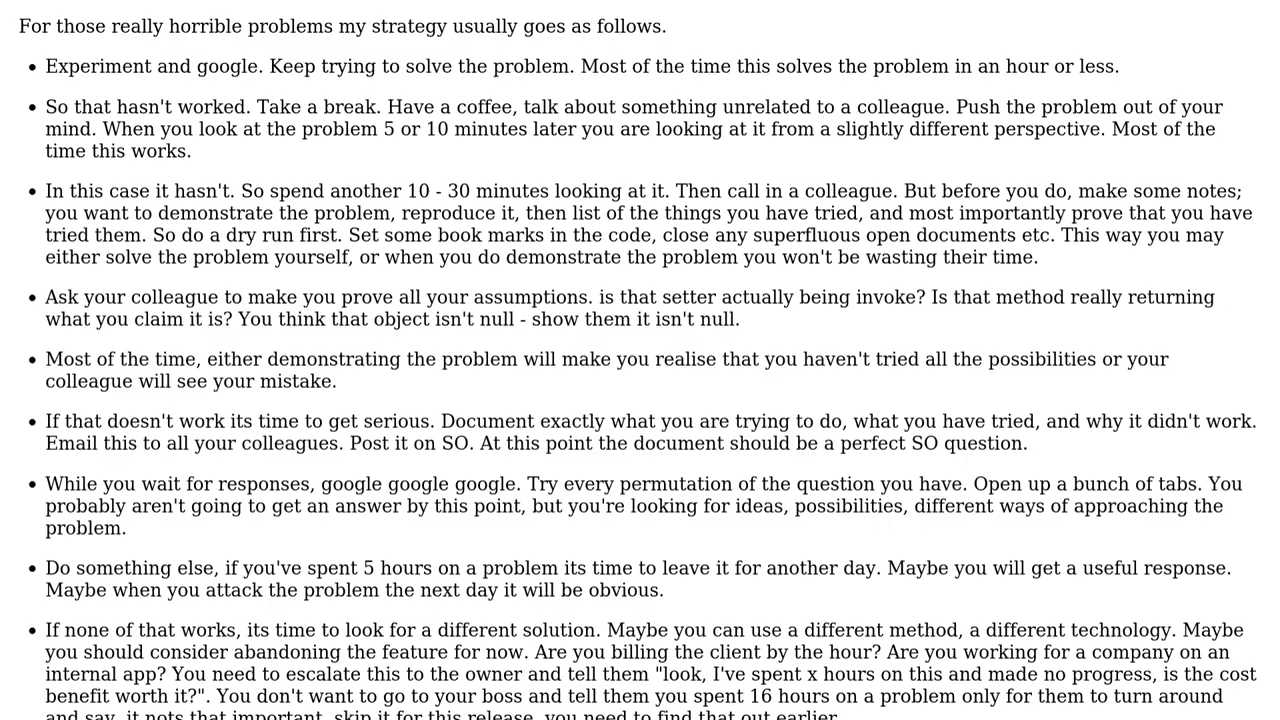 For those really horrible problems my strategy usually goes as follows.
• Experiment and google. Keep trying to solve the problem. Most of the time this solves the problem in an hour or less.
• So that hasn't worked. Take a break. Have a coffee, talk about something unrelated to a colleague. Push the problem out of your
mind. When you look at the problem 5 or 10 minutes later you are looking at it from a slightly different perspective. Most of the
time this works.
• In this case it hasn't. So spend another 10 - 30 minutes looking at it. Then call in a colleague. But before you do, make some notes;
you want to demonstrate the problem, reproduce it, then list of the things you have tried, and most importantly prove that you have
tried them. So do a dry run first. Set some book marks in the code, close any superfluous open documents etc. This way you may
either solve the problem yourself, or when you do demonstrate the problem you won't be wasting their time.
• Ask your colleague to make you prove all your assumptions. is that setter actually being invoke? Is that method really returning
what you claim it is? You think that object isn't null - show them it isn't null.
• Most of the time, either demonstrating the problem will make you realise that you haven't tried all the possibilities or your
colleague will see your mistake.
• If that doesn't work its time to get serious. Document exactly what you are trying to do, what you have tried, and why it didn't work.
Email this to all your colleagues. Post it on SO. At this point the document should be a perfect SO question.
• While you wait for responses, google google google. Try every permutation of the question you have. Open up a bunch of tabs. You
probably aren't going to get an answer by this point, but you're looking for ideas, possibilities, different ways of approaching the
problem.
• Do something else, if you've spent 5 hours on a problem its time to leave it for another day. Maybe you will get a useful response.
Maybe when you attack the problem the next day it will be obvious.
• If none of that works, its time to look for a different solution. Maybe you can use a different method, a different technology. Maybe
you should consider abandoning the feature for now. Are you billing the client by the hour? Are you working for a company on an
internal app? You need to escalate this to the owner and tell them "look, I've spent x hours on this and made no progress, is the cost
benefit worth it?". You don't want to go to your boss and tell them you spent 16 hours on a problem only for them to turn around
and say, it nots that important, skip it for this release, you need to find that out earlier.